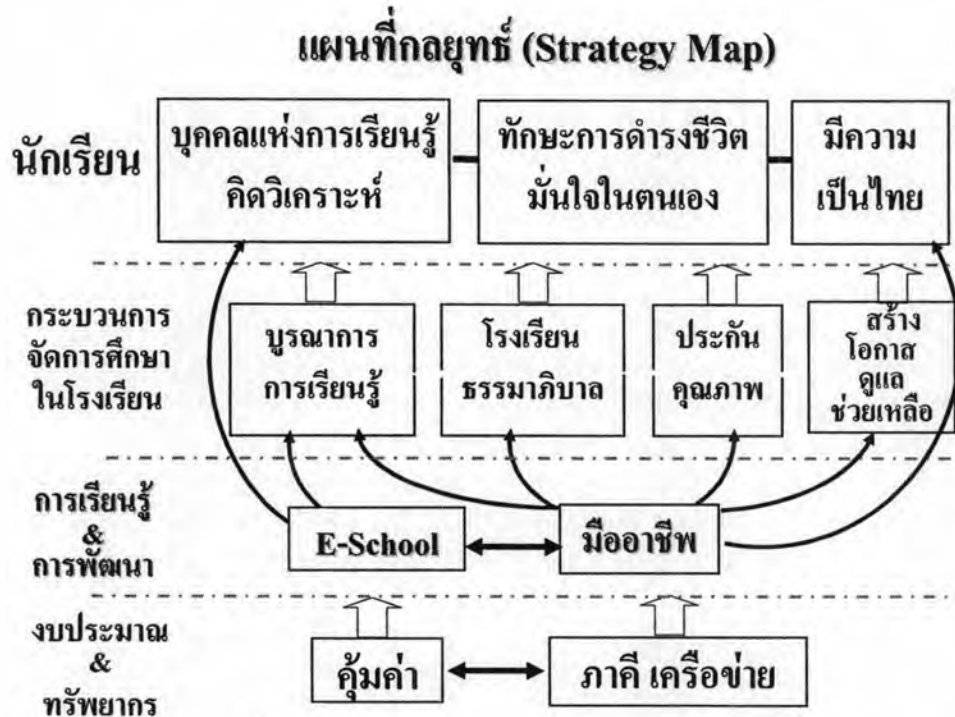 แผนที่กลยุทธ์ (Strategy Map)
นักเรียน
บุคคลแห่งการเรียนรู้
คิดวิเคราะห์
ทักษะการดำรงชีวิต
มั่นใจในตนเอง
มีความ
เป็นไทย
กระบวนการ
จัดการศึกษา
ในโรงเรียน
บูรณาการ
การเรียนรู้
โรงเรียน
ธรรมาภิบาล
ประกัน
คุณภาพ
สร้าง
โอกาส
ดูแล
ช่วยเหลือ
การเรียนรู้
&
การพัฒนา
E-School
มืออาชีพ
งบประมาณ
&
ทรัพยากร
คุ้มค่า
ภาคี เครือข่าย